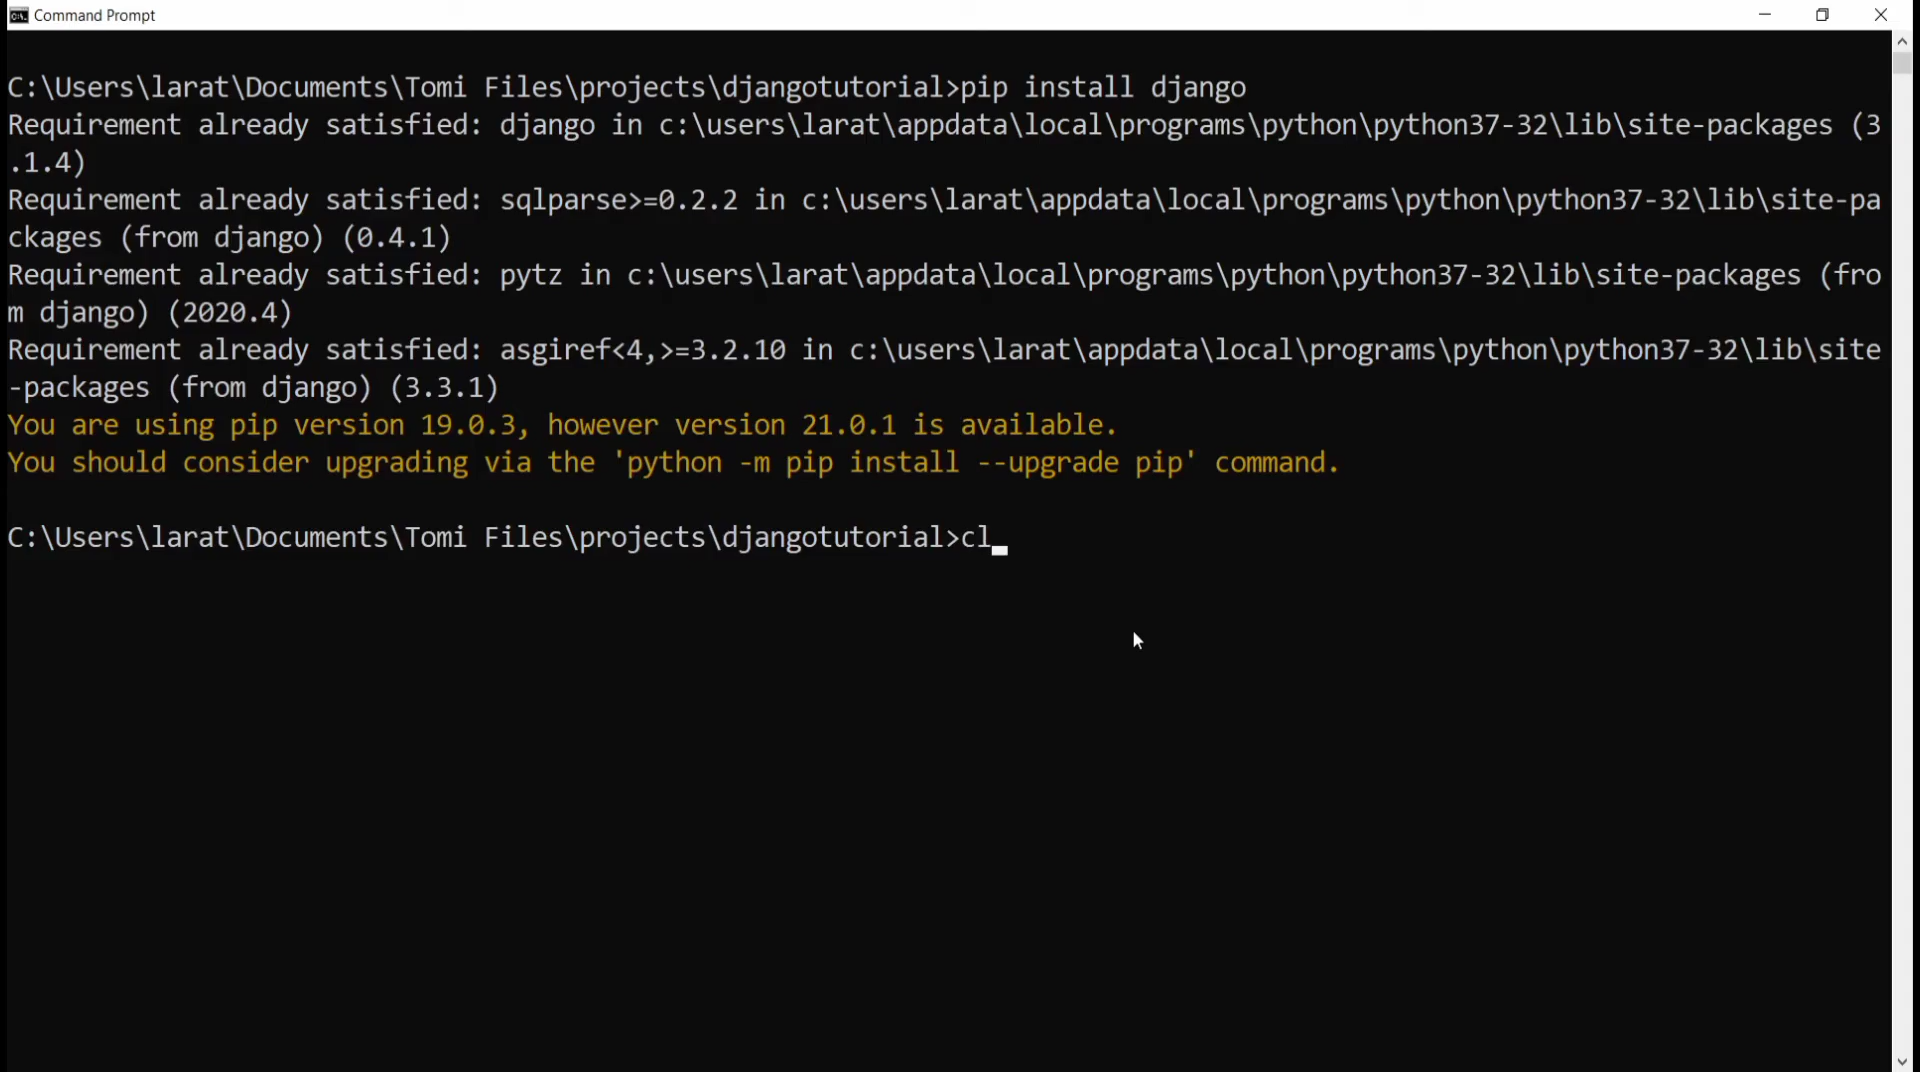 Command Prompt
C:\Users\larat\Documents\Tomi Files\projects\djangotutorial>pip install django
Requirement already satisfied: django in c:\users\larat\appdata\local\programs\python\python37-32\lib\site-packages (3
.1.4)
Requirement already satisfied: sqlparse>=0.2.2 in c:\users\larat\appdata\local\programs\python\python37-32\lib\site-pa
ckages (from django) (0.4.1)
Requirement already satisfied: pytz in c:\users\larat\appdata\local\programs\python\python37-32\lib\site-packages (fro
m django) (2020.4)
Requirement already satisfied: asgiref<4,>=3.2.10 in c:\users\larat\appdata\local\programs\python\python37-32\lib\site
-packages (from django) (3.3.1)
You are using pip version 19.0.3, however version 21.0.1 is available.
You should consider upgrading via the 'python -m pip install --upgrade pip' command.
C:\Users\larat\Documents\Tomi Files\projects\djangotutorial>cl